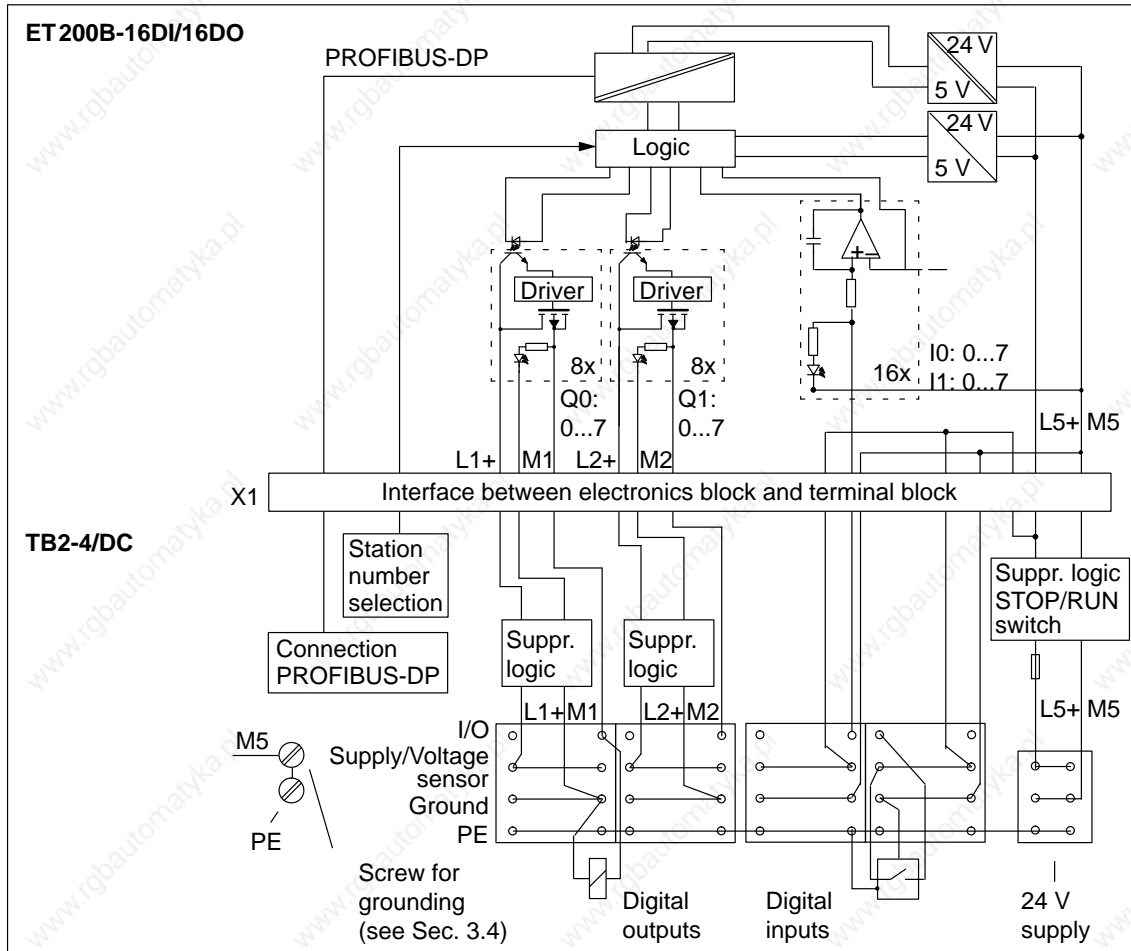 ET200B-16DI/16DO
PROFIBUS-DP
24 V
5 V
24 V
5 V
Logic
Driver
Driver
+ -
8x
8x
16x
I0: 0...7
I1: 0...7
Q0:
0...7
Q1:
0...7
L5+ M5
L1+ M1 L2+ M2
X1
Interface between electronics block and terminal block
TB2-4/DC
Station
number
selection
Connection
PROFIBUS-DP
Suppr.
logic
Suppr.
logic
Suppr. logic
STOP/RUN
switch
L1+ M1 L2+ M2
L5+ M5
I/O
Supply/Voltage
sensor
Ground
PE
M5
PE
Screw for
grounding
(see Sec. 3.4)
Digital
outputs
Digital
inputs
24 V
supply
www.rgbautomatyka.pl